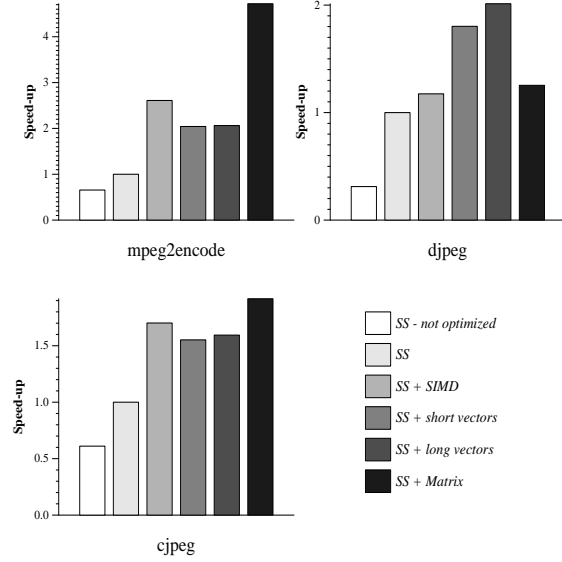 Speed-up
4
3
2
1
0
mpeg2encode
Speed-up
2
1
0
djpeg
Speed-up
1.5
1.0
0.5
0.0
cjpeg
SS - not optimized
SS
SS + SIMD
SS + short vectors
SS + long vectors
SS + Matrix